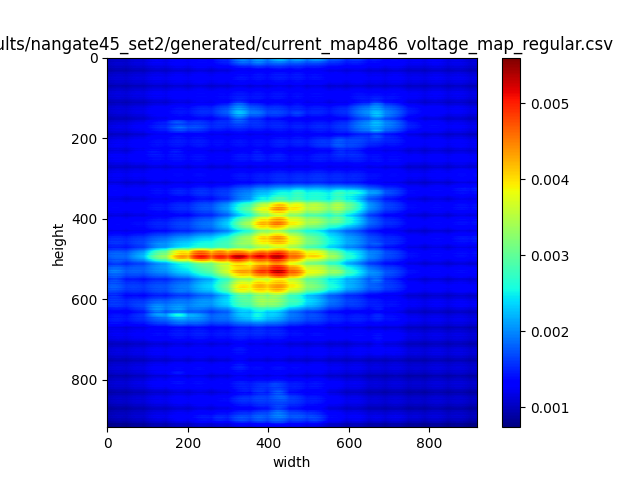 ults/nangate45_set2/generated/current_map486_voltage_map_regular.csv
0
200
400
600
800
height
0 200 400 600 800
width
0.005
0.004
0.003
0.002
0.001